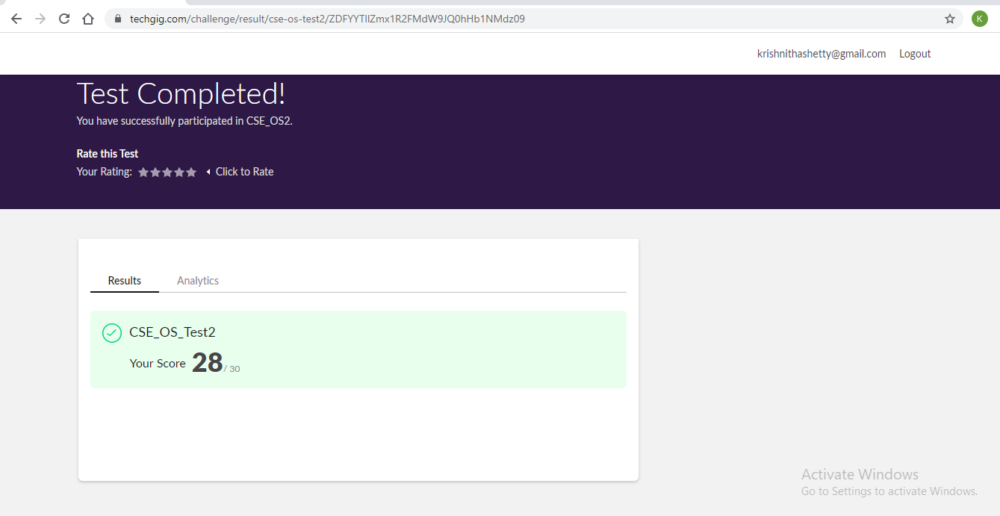 techgig.com/challenge/result/cse-os-test2/ZDFYYTllZmx1R2FMdW9JQ0hHb1NMdz09
K
krishnithashetty@gmail.com Logout
Test Completed!
You have successfully participated in CSE_OS2.
Rate this Test
Your Rating: Click to Rate
Results Analytics
CSE_OS_Test2
Your Score 28 / 30
Activate Windows
Go to Settings to activate Windows.